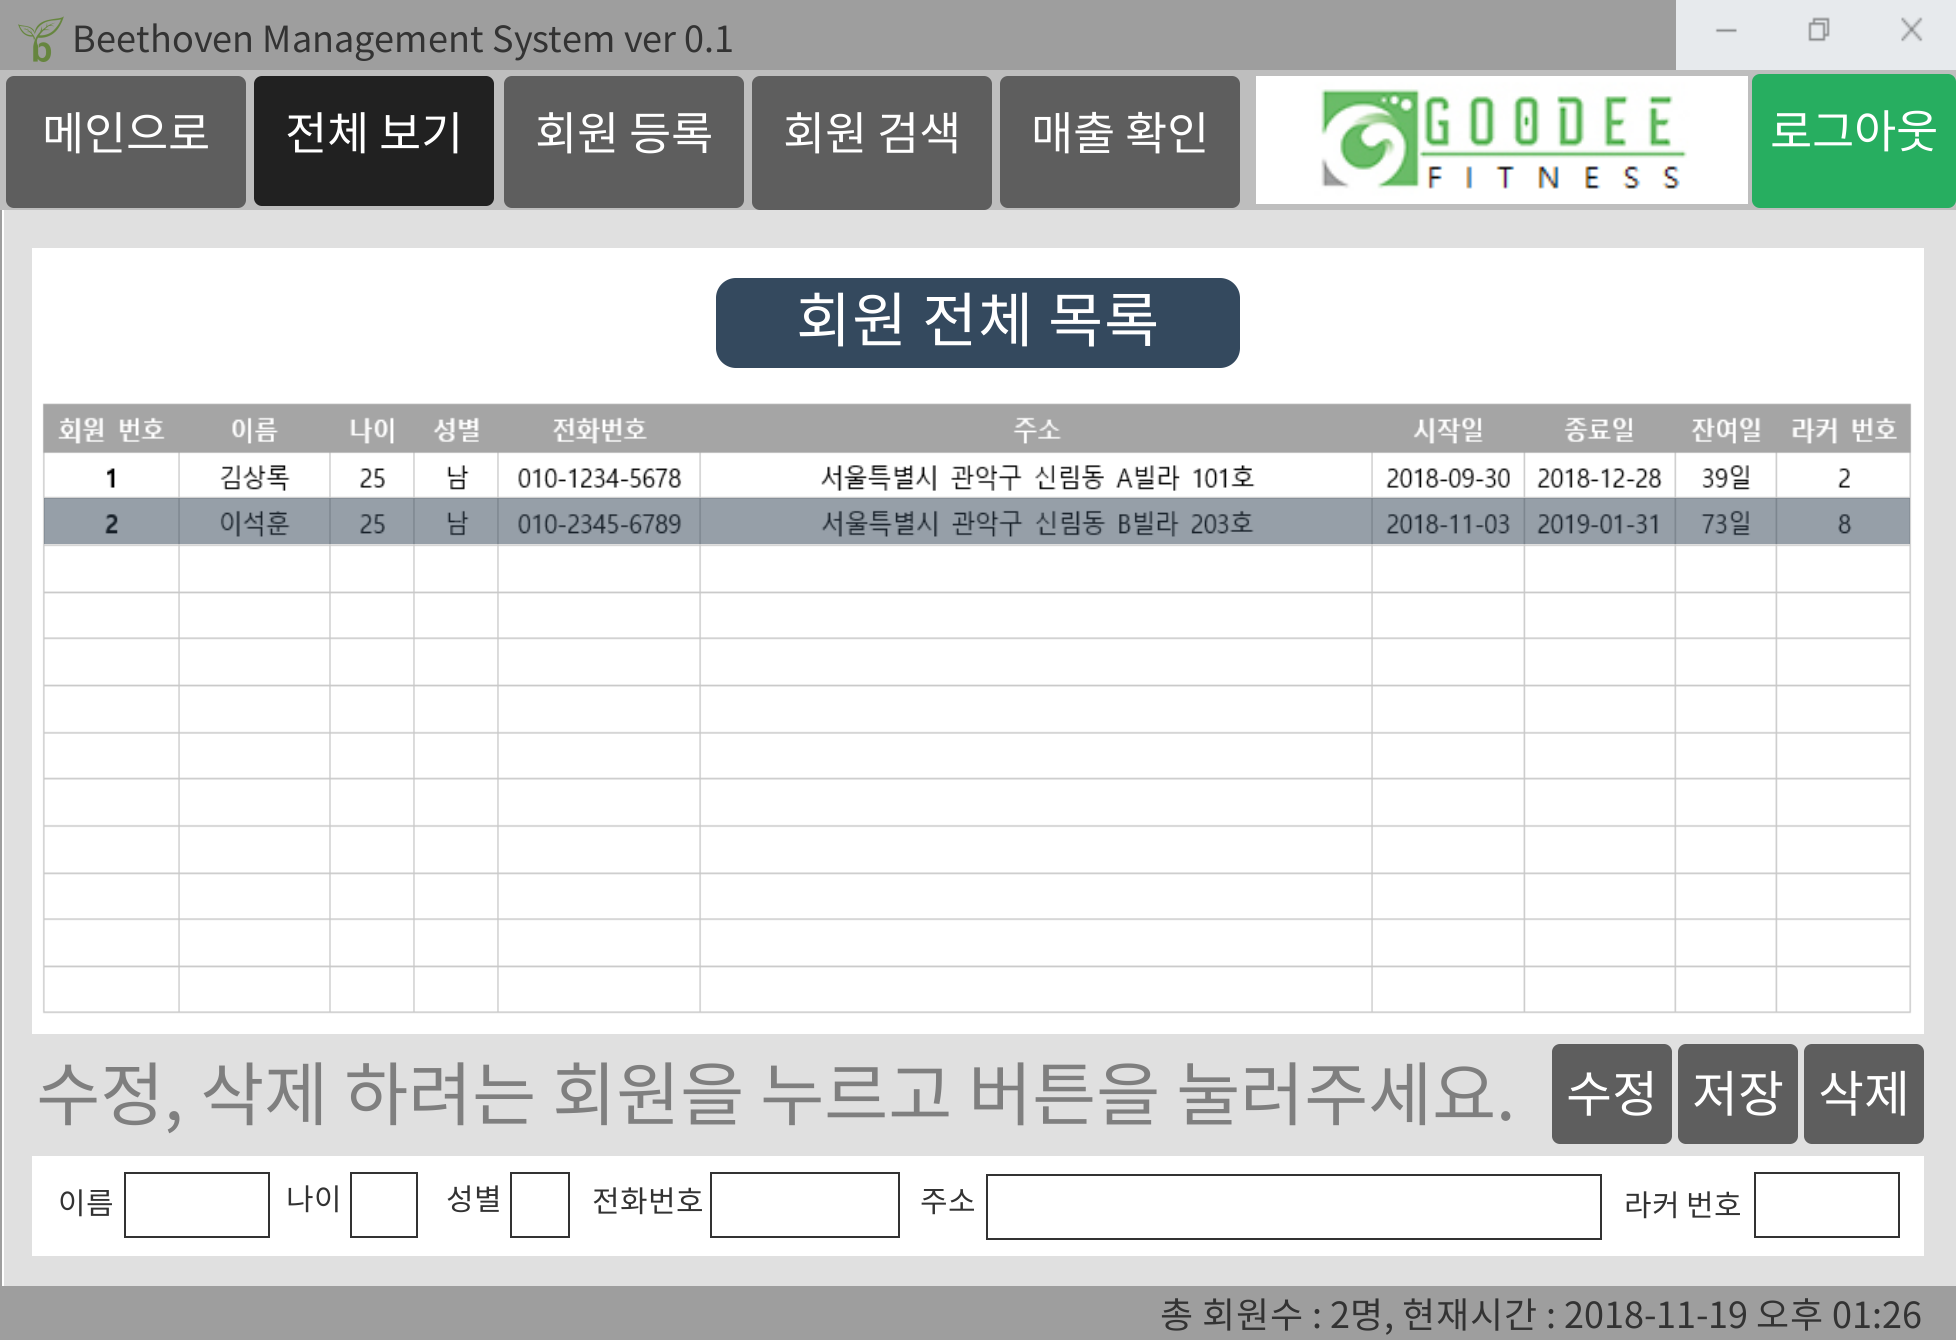 Beethoven Management System ver 0.1
메인으로 전체 보기 회원 등록 회원 검색 매출 확인 GOODEE FITNESS 로그아웃
회원 전체 목록
회원 번호 이름 나이 성별 전화번호 주소 시작일 종료일 잔여일 라커 번호
1 김상록 25 남 010-1234-5678 서울특별시 관악구 신림동 A빌라 101호 2018-09-30 2018-12-28 39일 2
2 이석훈 25 남 010-2345-6789 서울특별시 관악구 신림동 B빌라 203호 2018-11-03 2019-01-31 73일 8
수정, 삭제 하려는 회원을 누르고 버튼을 눌러주세요. 수정 저장 삭제
이름 나이 성별 전화번호 주소 라커 번호
총 회원수 : 2명, 현재시간 : 2018-11-19 오후 01:26